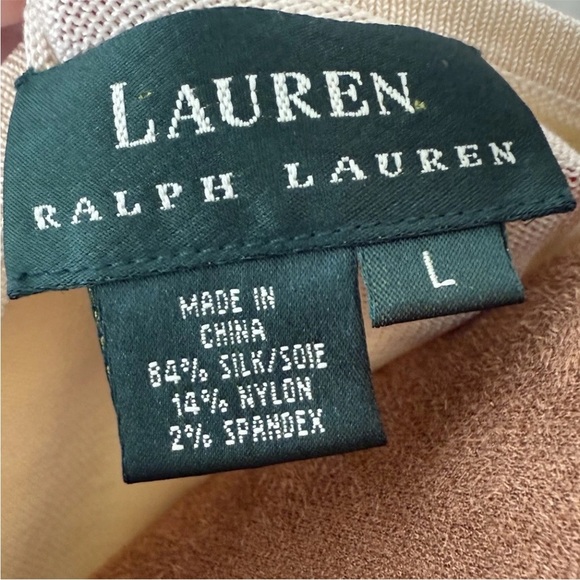 LAUREN
RALPH LAUREN
L
MADE IN
CHINA
84% SILK/SOIE
14% NYLON
2% SPANDEX